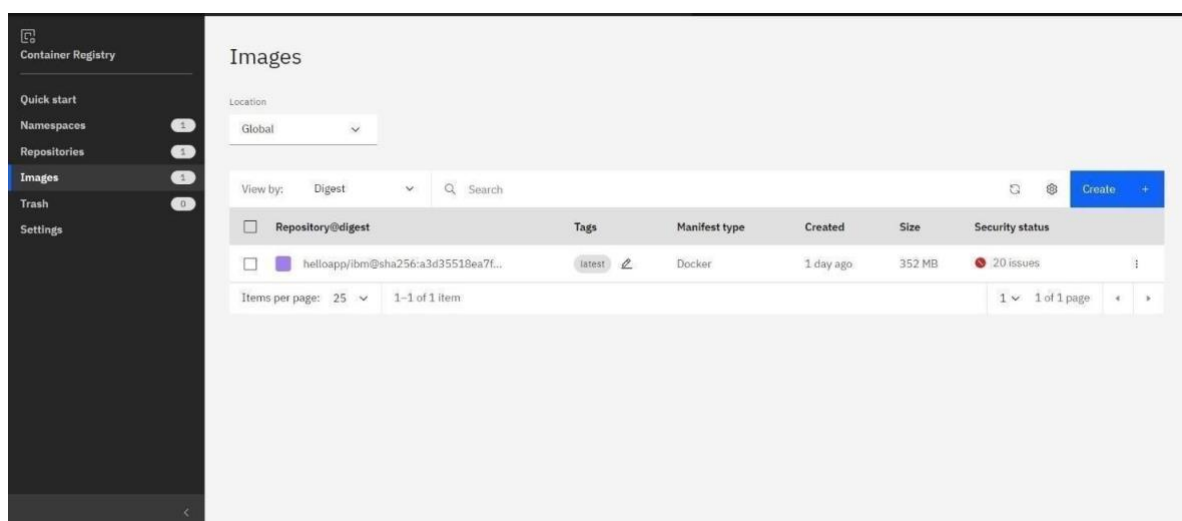 Container Registry
Quick start
Namespaces 1
Repositories 1
Images 1
Trash 0
Settings
Images
Location
Global
View by: Digest Search Create +
Repository@digest Tags Manifest type Created Size Security status
helloapp/ibm@sha256:a3d35518ea7f... latest Docker 1 day ago 352 MB 20 issues
Items per page: 25 1–1 of 1 item 1 1 of 1 page